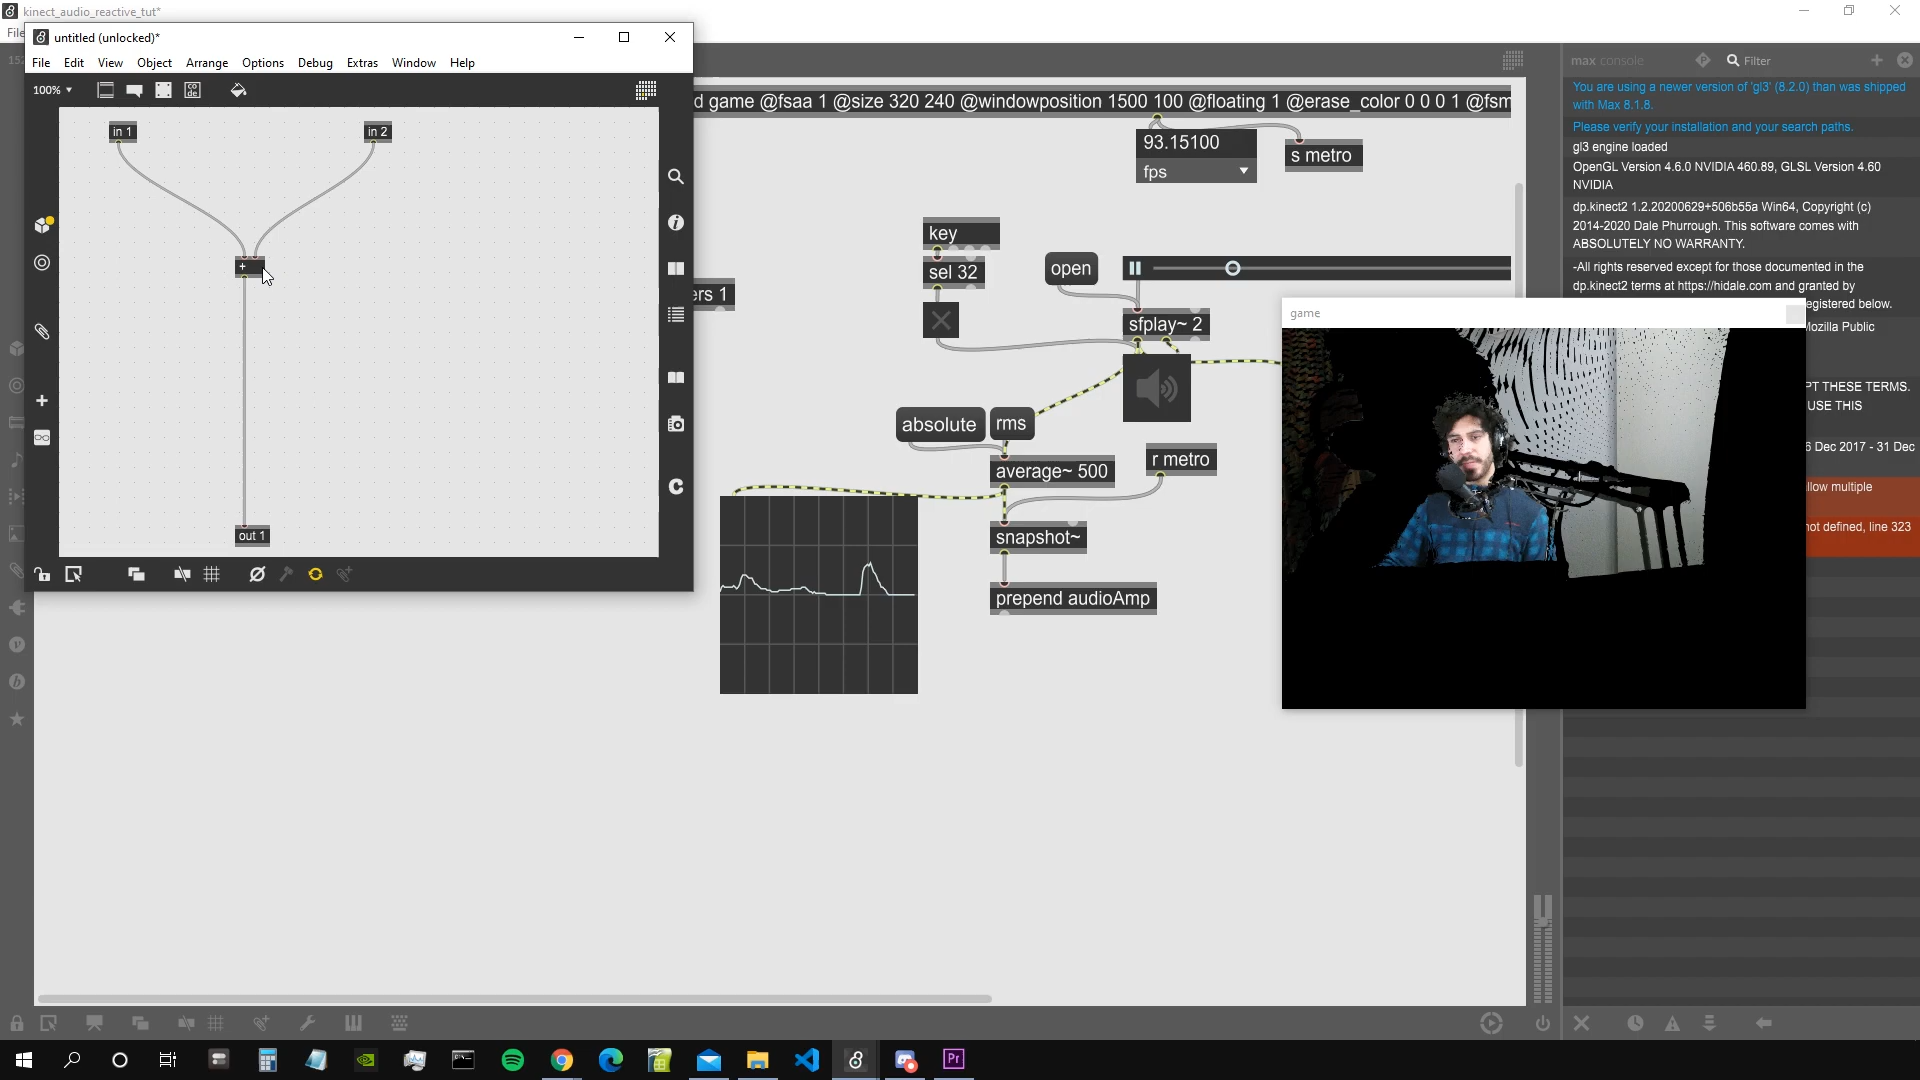 kinect_audio_reactive_tut*
File
untitled (unlocked)*
File Edit View Object Arrange Options Debug Extras Window Help
100%
in 1
in 2
+
out 1
d game @fsaa 1 @size 320 240 @windowposition 1500 100 @floating 1 @erase_color 0 0 0 1 @fsm
93.15100
fps
s metro
key
sel 32
ers 1
open
sfplay~ 2
absolute
rms
average~ 500
r metro
snapshot~
prepend audioAmp
game
max console
Filter
You are using a newer version of 'gl3' (8.2.0) than was shipped
with Max 8.1.8.
Please verify your installation and your search paths.
gl3 engine loaded
OpenGL Version 4.6.0 NVIDIA 460.89, GLSL Version 4.60
NVIDIA
dp.kinect2 1.2.20200629+506b55a Win64, Copyright (c)
2014-2020 Dale Phurrough. This software comes with
ABSOLUTELY NO WARRANTY.
-All rights reserved except for those documented in the
dp.kinect2 terms at https://hidale.com and granted by
egistered below.
Mozilla Public
PT THESE TERMS.
USE THIS
6 Dec 2017 - 31 Dec
llow multiple
not defined, line 323
Pr